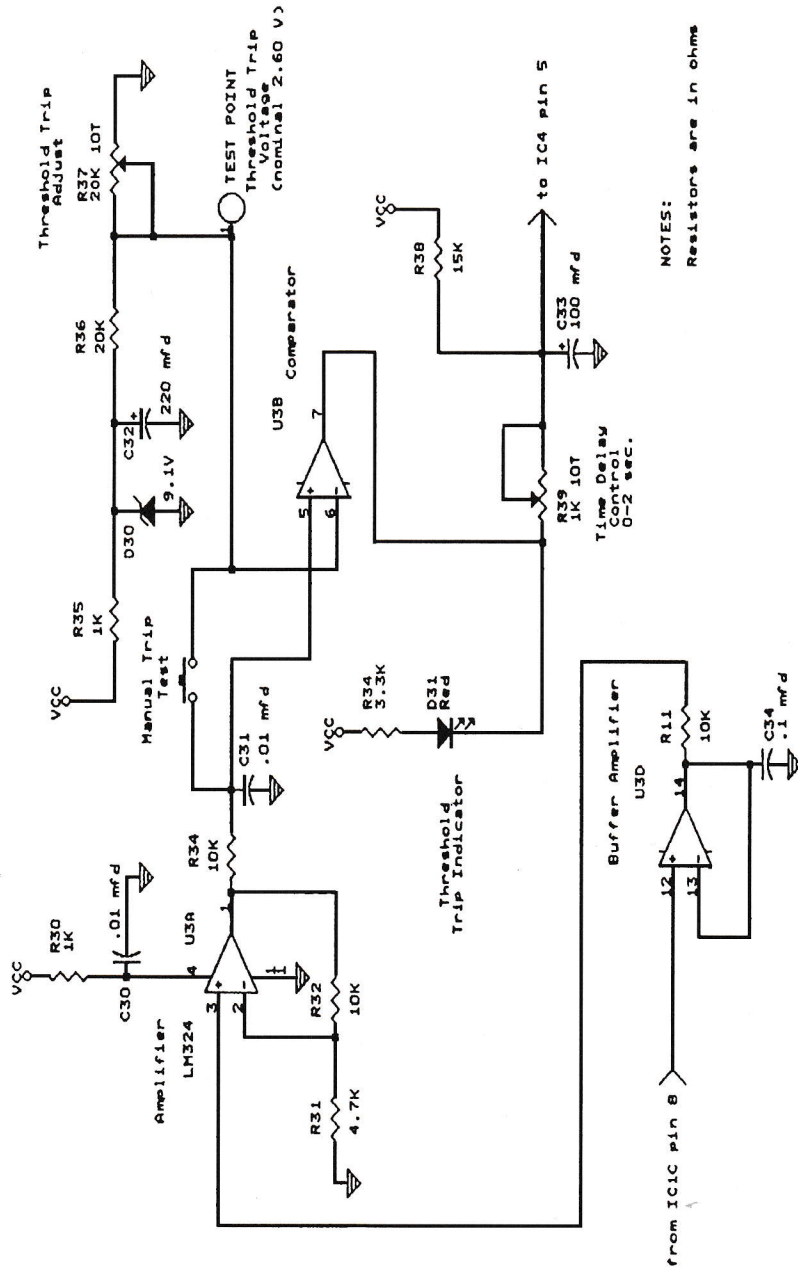 VCC
R35
1K
D30
9.1V
C32
+
220 mfd
R36
20K
Threshold Trip
Adjust
R37
20K 10T
1
TEST POINT
Threshold Trip
Voltage
(nominal 2.60 V)
Manual Trip
Test
VCC
R30
1K
.01 mfd
C30
Amplifier
LM324
U3A
4
3
+
2
-
1
11
R34
10K
C31
.01 mfd
R32
10K
R31
4.7K
U3B
Comparator
5
+
6
-
7
VCC
R34
3.3K
D31
Red
Threshold
Trip Indicator
VCC
R38
15K
+
C33
100 mfd
to IC4 pin 5
R39
1K 10T
Time Delay
Control
0-2 sec.
Buffer Amplifier
U3D
12
+
13
-
14
R11
10K
C34
.1 mfd
from IC1C pin 8
NOTES:
Resistors are in ohms